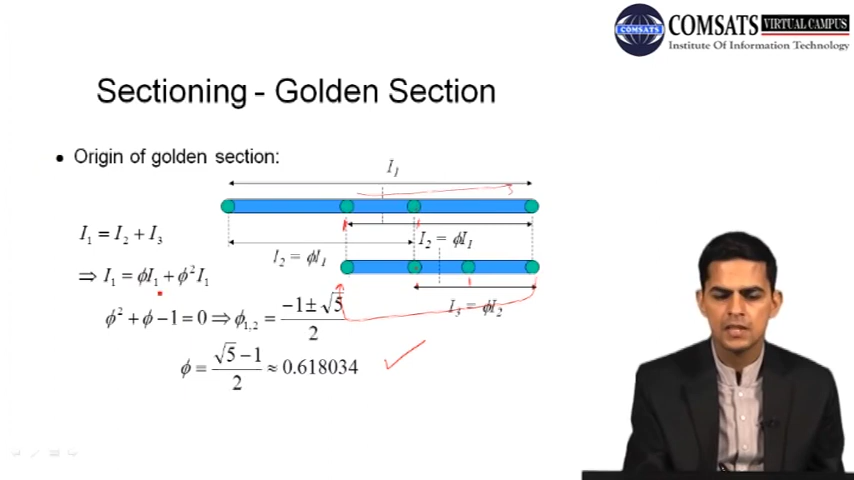 COMSATS VIRTUAL CAMPUS
COMSATS
Institute Of Information Technology
Sectioning - Golden Section
• Origin of golden section:
I₁
I₁ = I₂ + I₃
I₂ = ϕI₁
I₂ = ϕI₁
⇒ I₁ = ϕI₁ + ϕ²I₁
I₃ = ϕI₂
ϕ² + ϕ − 1 = 0 ⇒ ϕ₁,₂ = (−1 ± √5) / 2
ϕ = (√5 − 1) / 2 ≈ 0.618034